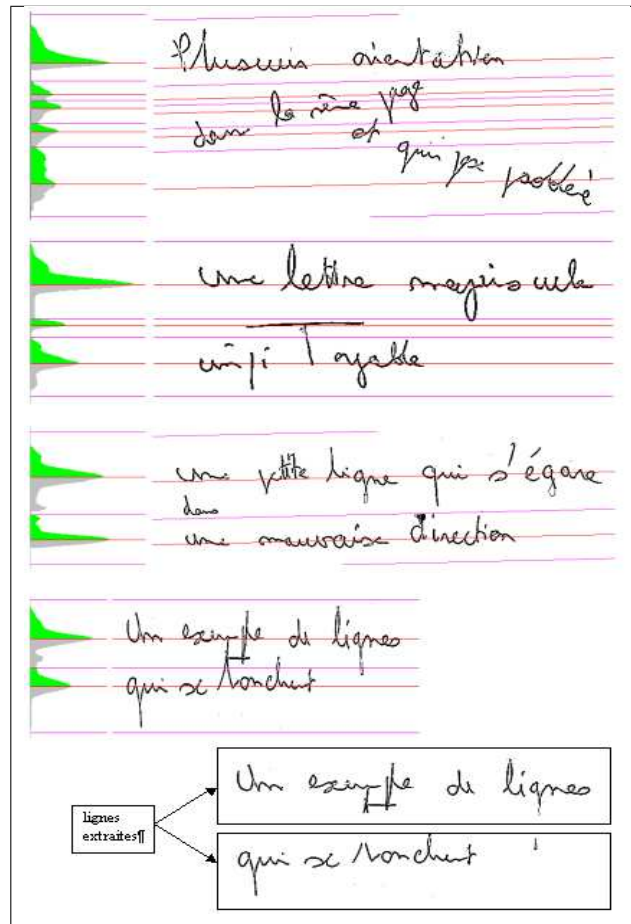 Plusieurs orientation
dans la même page
et qui pose problème
une lettre majuscule
impi Toyable
une petite ligne qui s'égare
dans
une mauvaise direction
Un exemple de lignes
qui se touchent
lignes
extraites¶
Un exemple de lignes
qui se touchent